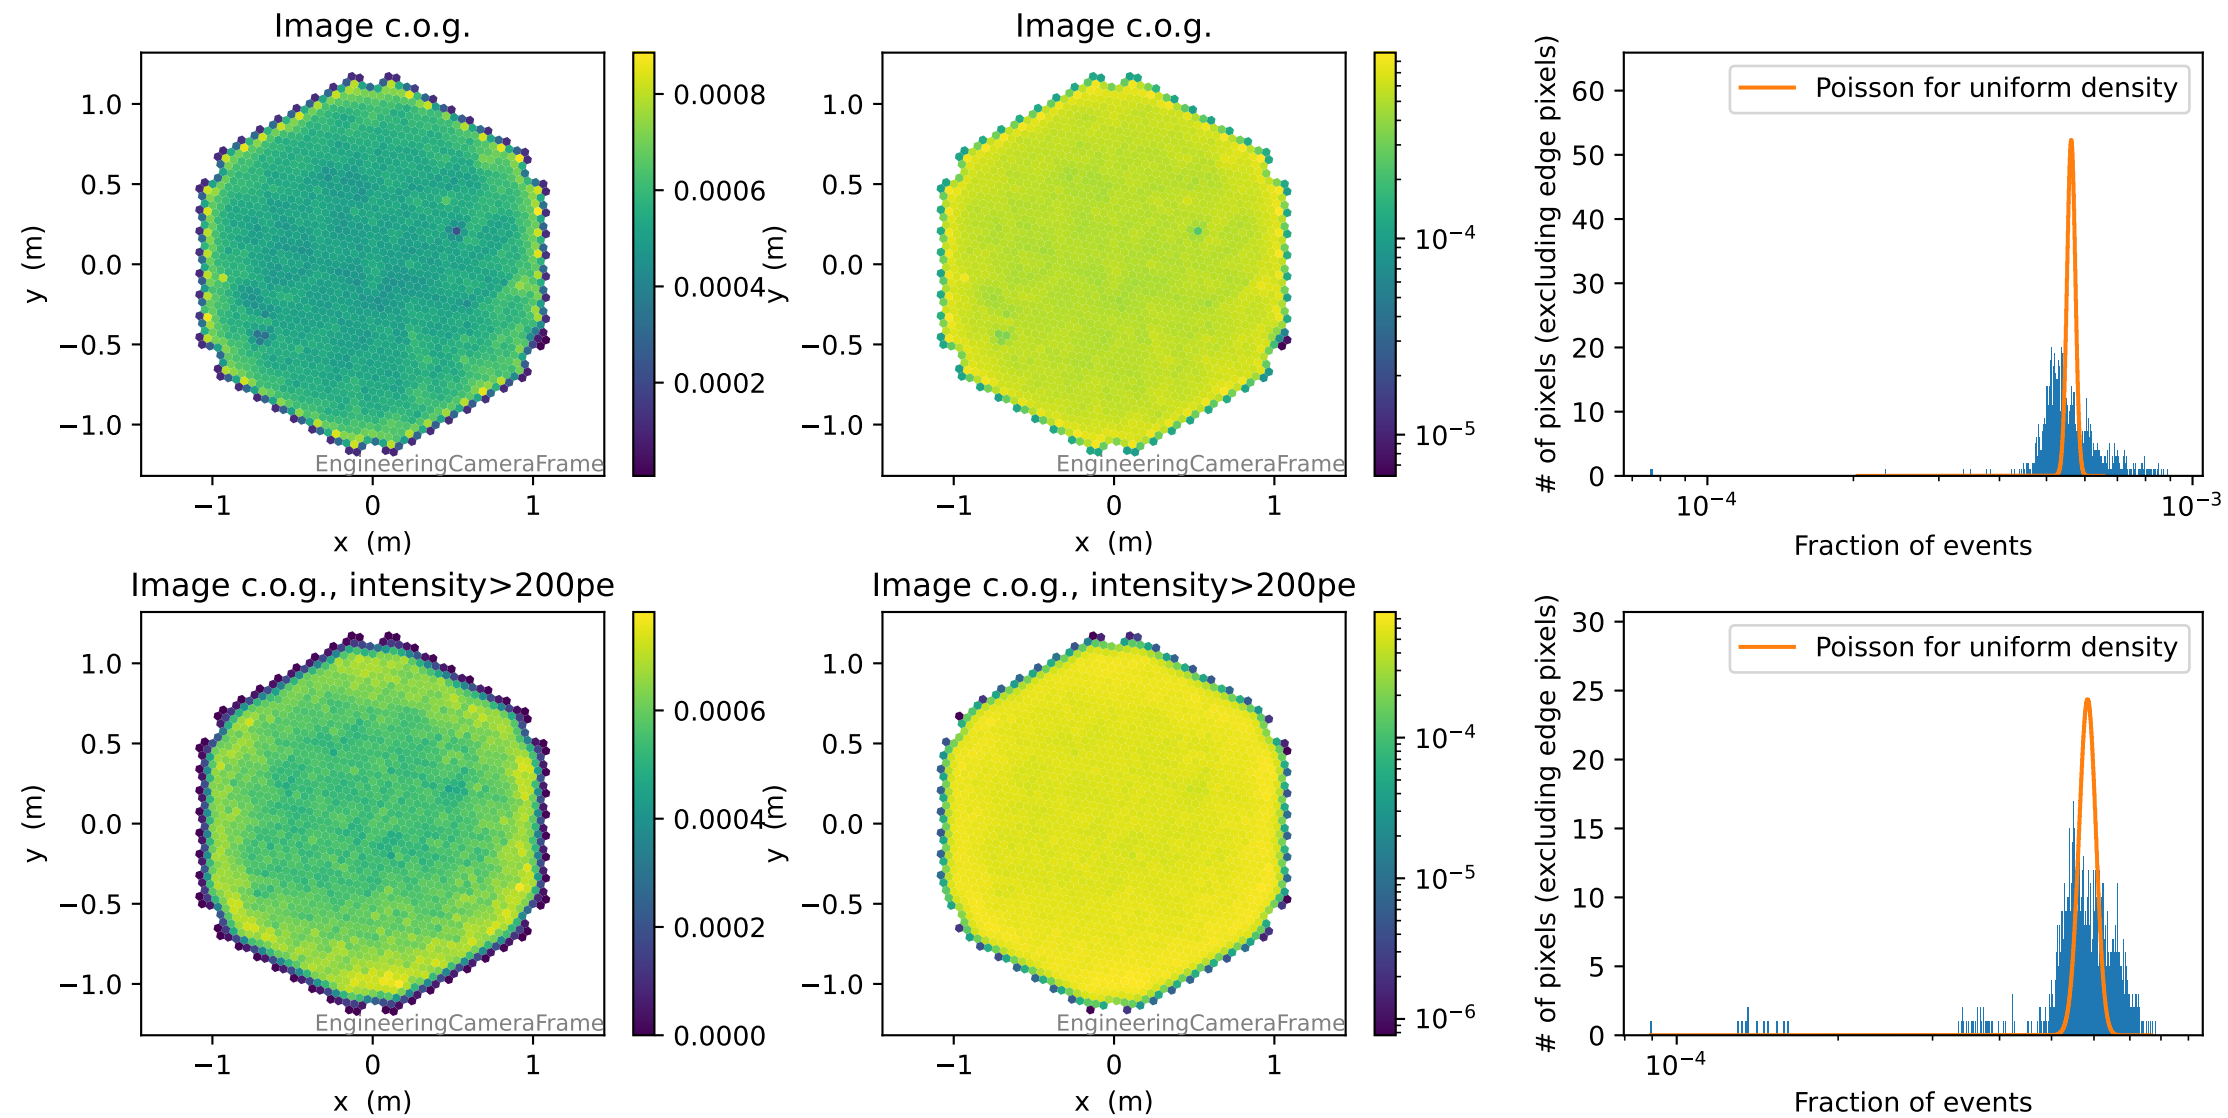 Image c.o.g.
1.0
0.5
0.0
−0.5
−1.0
y (m)
−1
0
1
x (m)
EngineeringCameraFrame
0.0008
0.0006
0.0004
0.0002
Image c.o.g.
1.0
0.5
0.0
−0.5
−1.0
y (m)
−1
0
1
x (m)
EngineeringCameraFrame
10⁻⁴
10⁻⁵
# of pixels (excluding edge pixels)
60
50
40
30
20
10
0
Poisson for uniform density
10⁻⁴
10⁻³
Fraction of events
Image c.o.g., intensity>200pe
1.0
0.5
0.0
−0.5
−1.0
y (m)
−1
0
1
x (m)
EngineeringCameraFrame
0.0006
0.0004
0.0002
0.0000
Image c.o.g., intensity>200pe
1.0
0.5
0.0
−0.5
−1.0
y (m)
−1
0
1
x (m)
EngineeringCameraFrame
10⁻⁴
10⁻⁵
10⁻⁶
# of pixels (excluding edge pixels)
30
25
20
15
10
5
0
Poisson for uniform density
10⁻⁴
Fraction of events